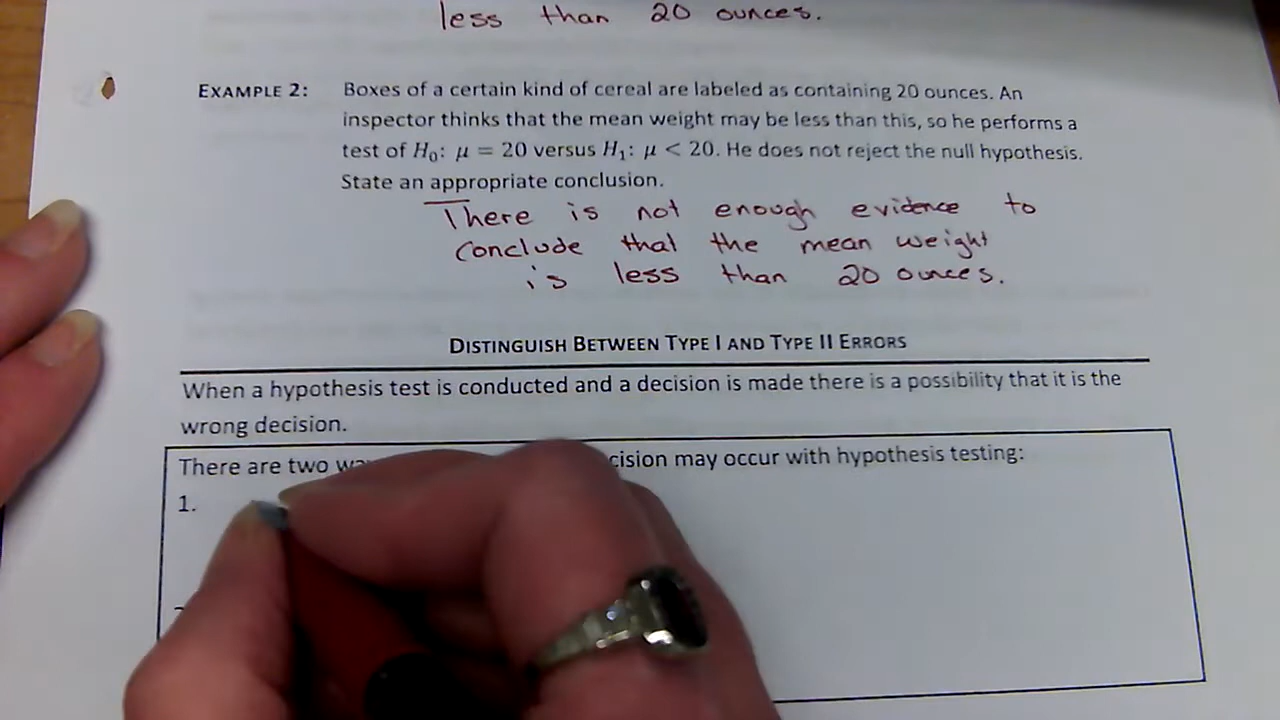 less than 20 ounces.
EXAMPLE 2: Boxes of a certain kind of cereal are labeled as containing 20 ounces. An
inspector thinks that the mean weight may be less than this, so he performs a
test of H₀: μ = 20 versus H₁: μ < 20. He does not reject the null hypothesis.
State an appropriate conclusion.
There is not enough evidence to
conclude that the mean weight
is less than 20 ounces.
DISTINGUISH BETWEEN TYPE I AND TYPE II ERRORS
When a hypothesis test is conducted and a decision is made there is a possibility that it is the
wrong decision.
There are two cision may occur with hypothesis testing:
1.